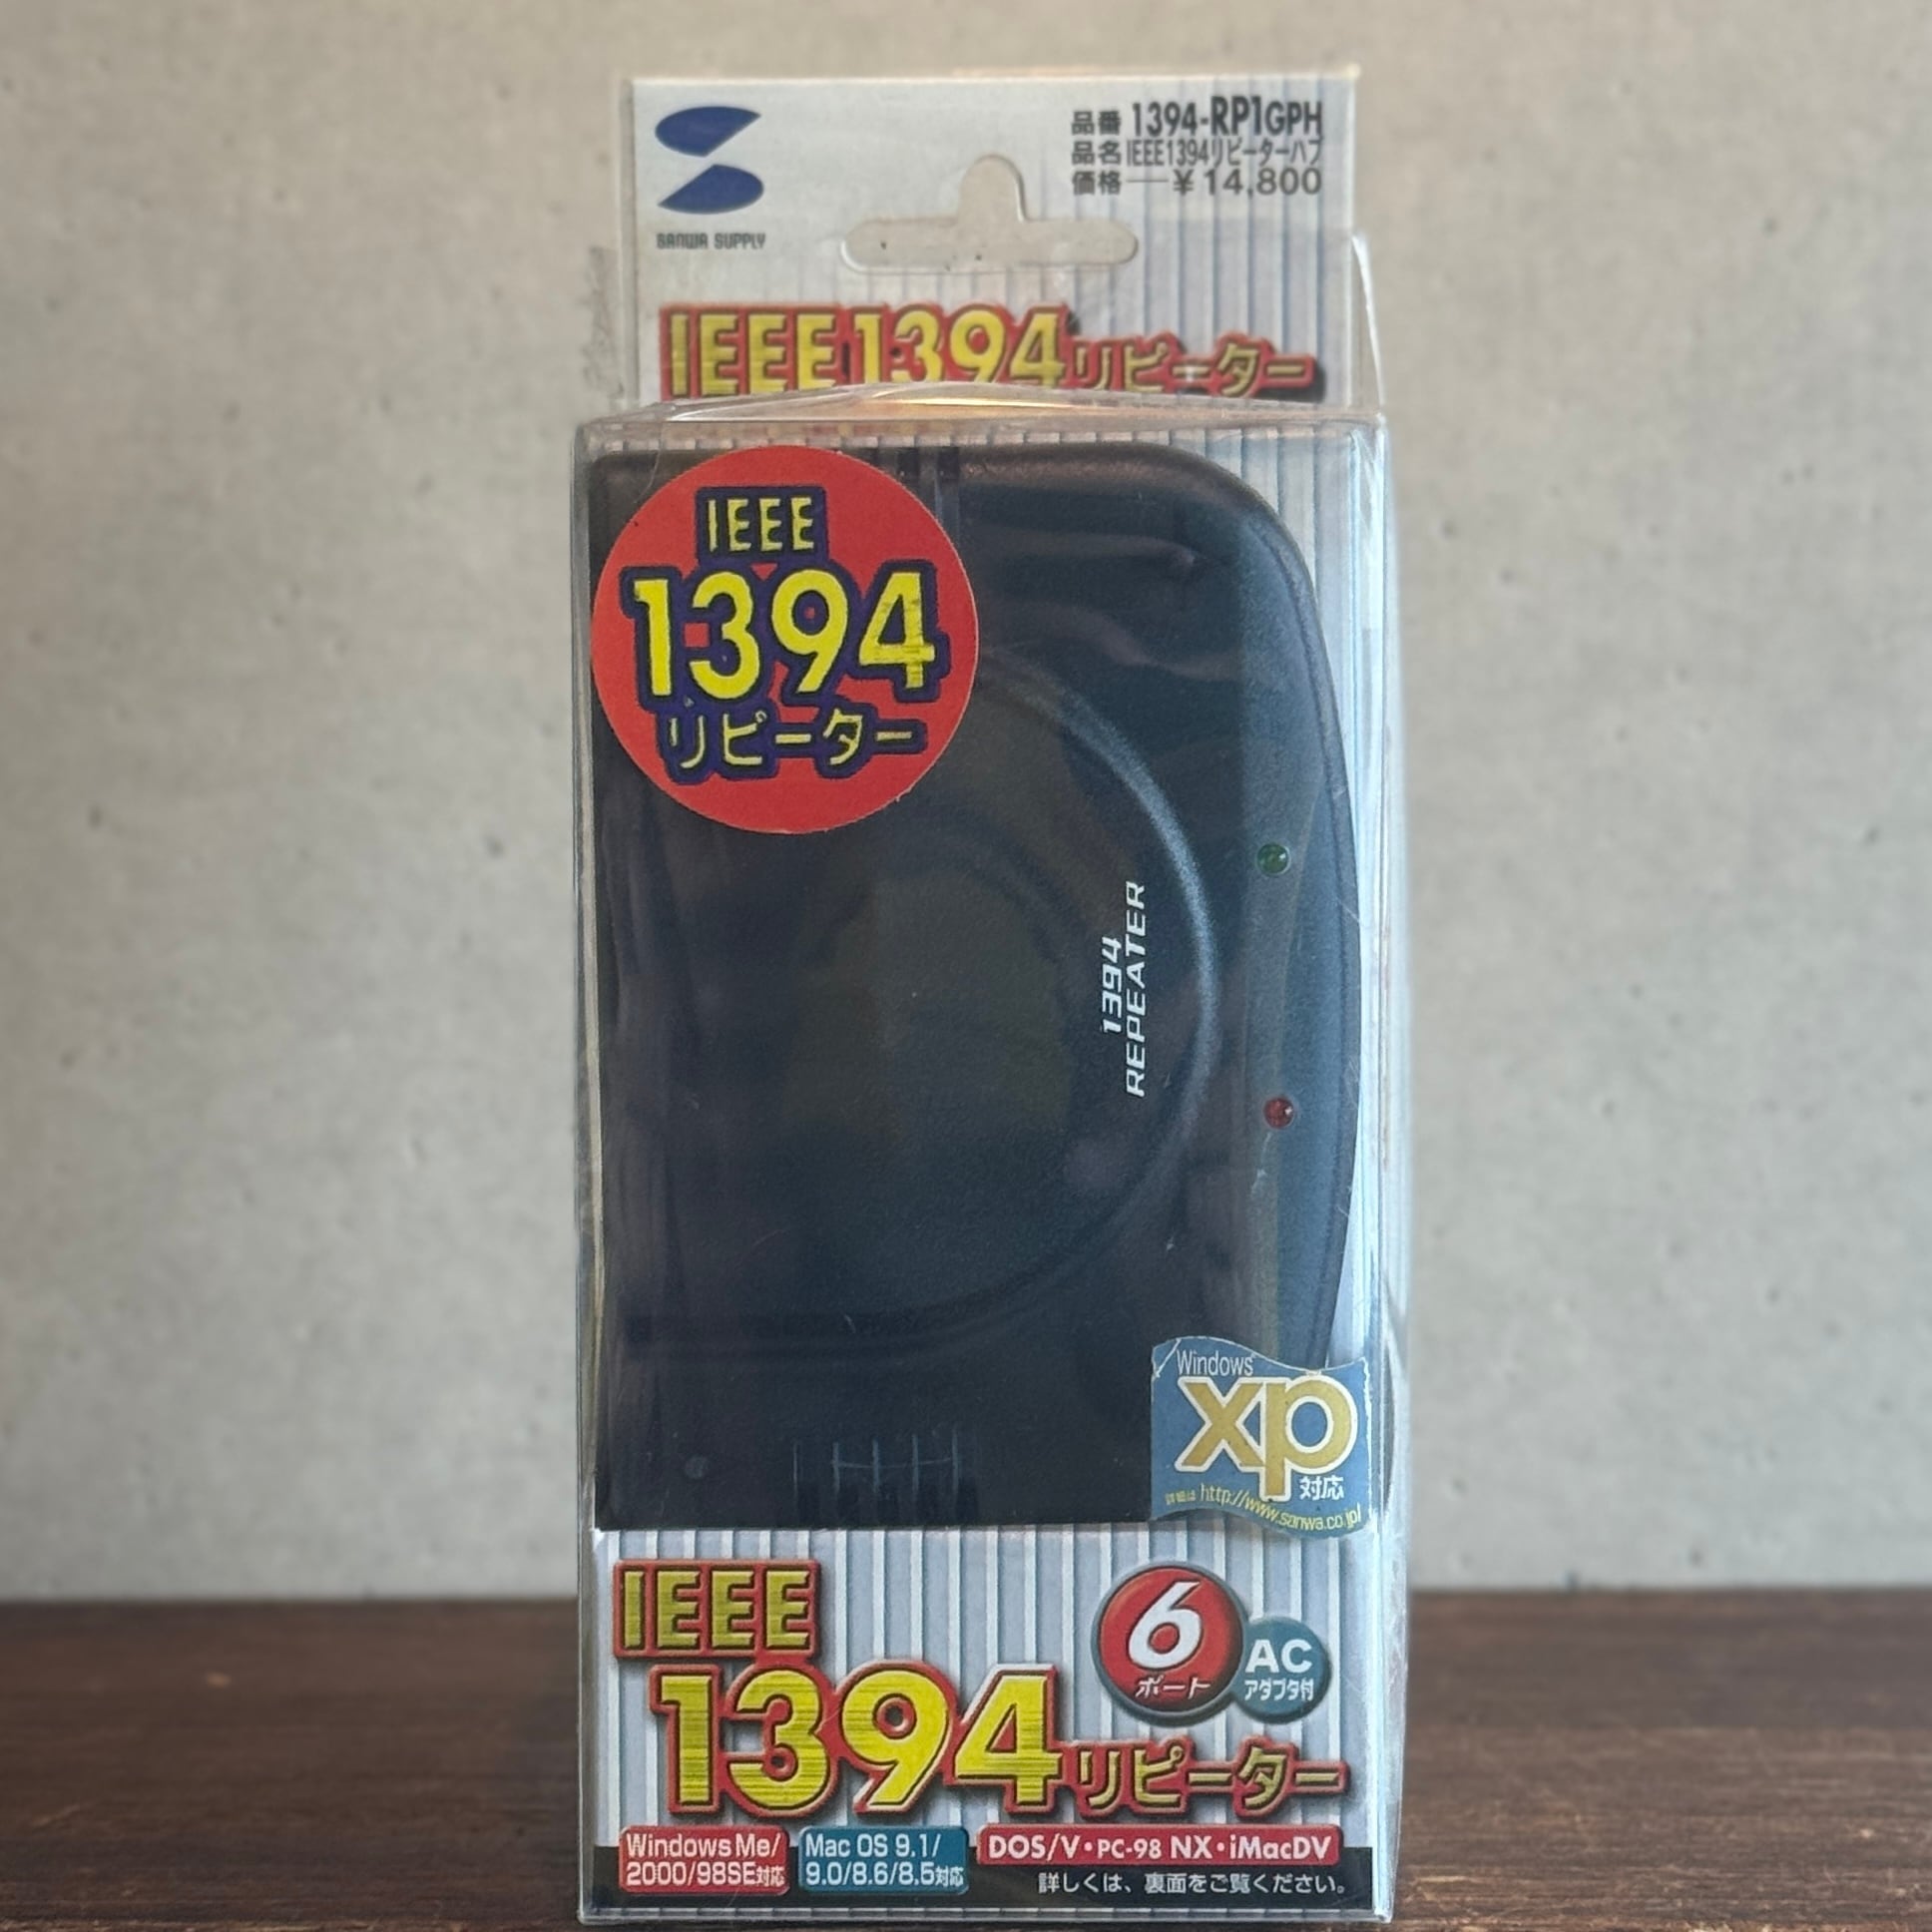 品番 1394-RP1GPH
品名 IEEE1394リピーターハブ
価格 ¥14,800
SANWA SUPPLY
IEEE1394リピーター
IEEE
1394
リピーター
1394
REPEATER
Windows
xp
対応
詳細は http://www.sanwa.co.jp/
IEEE
1394リピーター
6
ポート
AC
アダプタ付
Windows Me/
2000/98SE対応
Mac OS 9.1/
9.0/8.6/8.5対応
DOS/V・PC-98 NX・iMacDV
詳しくは、裏面をご覧ください。